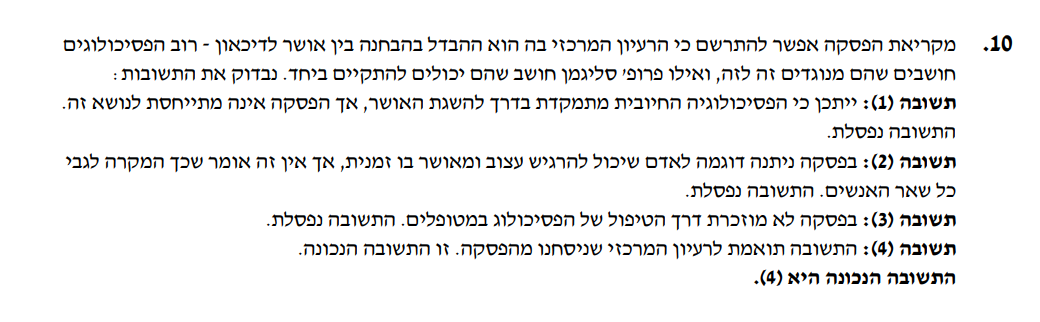 10. מקריאת הפסקה אפשר להתרשם כי הרעיון המרכזי בה הוא ההבדל בהבחנה בין אושר לדיכאון - רוב הפסיכולוגים
חושבים שהם מנוגדים זה לזה, ואילו פרופ' סליגמן חושב שהם יכולים להתקיים ביחד. נבדוק את התשובות:
תשובה (1): ייתכן כי הפסיכולוגיה החיובית מתמקדת בדרך להשגת האושר, אך הפסקה אינה מתייחסת לנושא זה.
התשובה נפסלת.
תשובה (2): בפסקה ניתנה דוגמה לאדם שיכול להרגיש עצוב ומאושר בו זמנית, אך אין זה אומר שכך המקרה לגבי
כל שאר האנשים. התשובה נפסלת.
תשובה (3): בפסקה לא מוזכרת דרך הטיפול של הפסיכולוג במטופלים. התשובה נפסלת.
תשובה (4): התשובה תואמת לרעיון המרכזי שניסחנו מהפסקה. זו התשובה הנכונה.
התשובה הנכונה היא (4).